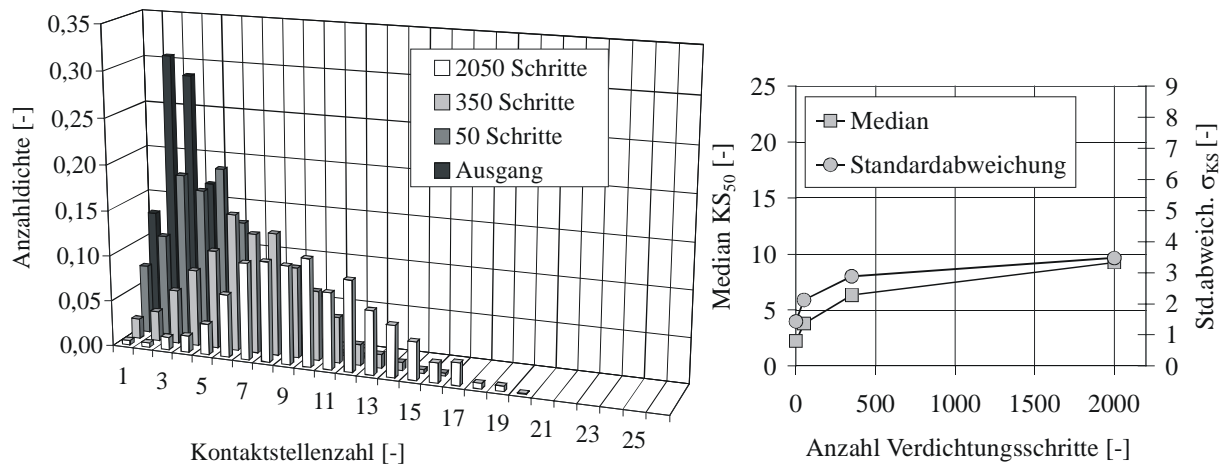 0,35
0,30
0,25
0,20
0,15
0,10
0,05
0,00
Anzahldichte [-]
2050 Schritte
350 Schritte
50 Schritte
Ausgang
1 3 5 7 9 11 13 15 17 19 21 23 25
Kontaktstellenzahl [-]
25
20
15
10
5
0
Median KS50 [-]
Median
Standardabweichung
9
8
7
6
5
4
3
2
1
0
Std.abweich. σKS [-]
0 500 1000 1500 2000
Anzahl Verdichtungsschritte [-]